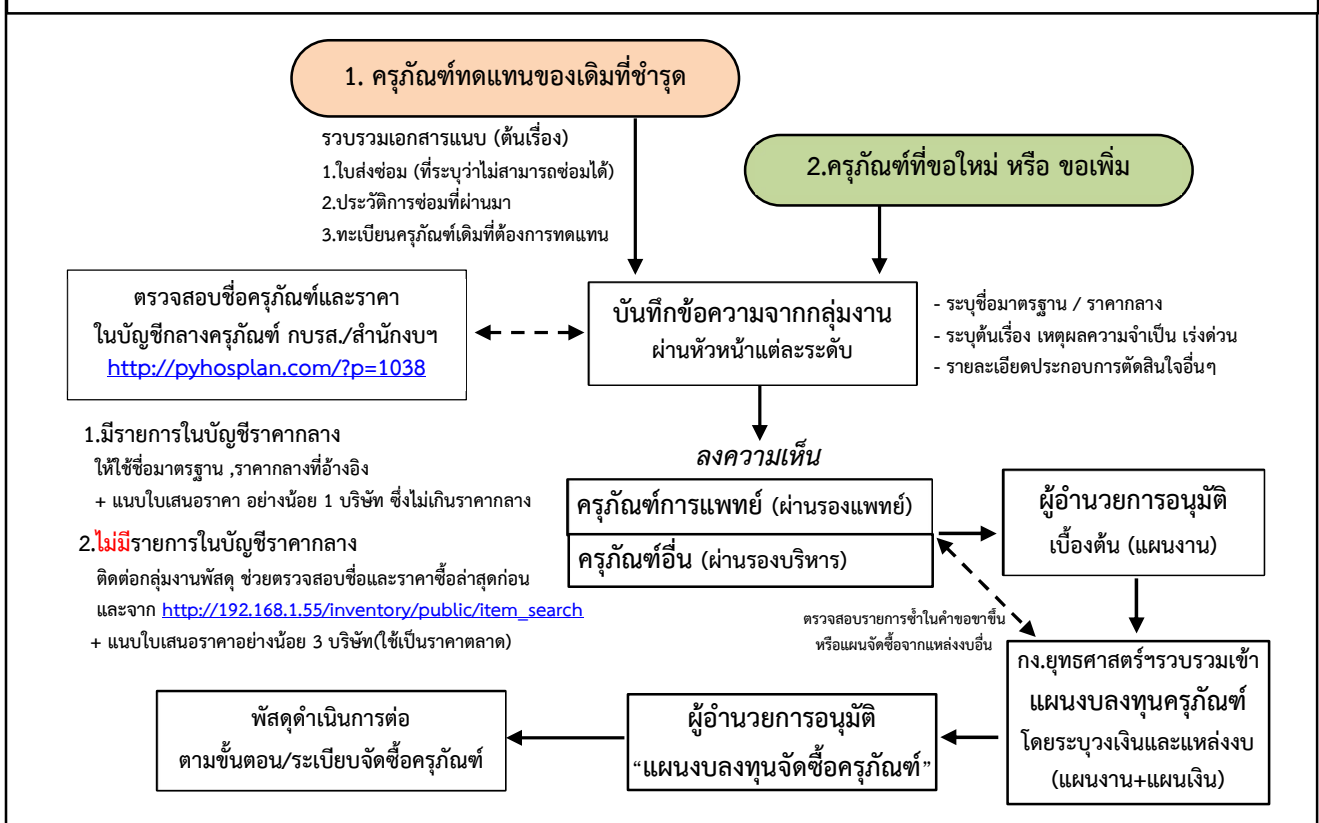 1. ครุภัณฑ์ทดแทนของเดิมที่ชำรุด
รวบรวมเอกสารแนบ (ต้นเรื่อง)
1.ใบส่งซ่อม (ที่ระบุว่าไม่สามารถซ่อมได้)
2.ประวัติการซ่อมที่ผ่านมา
3.ทะเบียนครุภัณฑ์เดิมที่ต้องการทดแทน
2.ครุภัณฑ์ที่ขอใหม่ หรือ ขอเพิ่ม
ตรวจสอบชื่อครุภัณฑ์และราคา
ในบัญชีกลางครุภัณฑ์ กบรส./สำนักงบฯ
http://pyhosplan.com/?p=1038
บันทึกข้อความจากกลุ่มงาน
ผ่านหัวหน้าแต่ละระดับ
- ระบุชื่อมาตรฐาน / ราคากลาง
- ระบุต้นเรื่อง เหตุผลความจำเป็น เร่งด่วน
- รายละเอียดประกอบการตัดสินใจอื่นๆ
1.มีรายการในบัญชีราคากลาง
ให้ใช้ชื่อมาตรฐาน ,ราคากลางที่อ้างอิง
+ แนบใบเสนอราคา อย่างน้อย 1 บริษัท ซึ่งไม่เกินราคากลาง
2.ไม่มีรายการในบัญชีราคากลาง
ติดต่อกลุ่มงานพัสดุ ช่วยตรวจสอบชื่อและราคาซื้อล่าสุดก่อน
และจาก http://192.168.1.55/inventory/public/item_search
+ แนบใบเสนอราคาอย่างน้อย 3 บริษัท(ใช้เป็นราคาตลาด)
ลงความเห็น
ครุภัณฑ์การแพทย์ (ผ่านรองแพทย์)
ครุภัณฑ์อื่น (ผ่านรองบริหาร)
ผู้อำนวยการอนุมัติ
เบื้องต้น (แผนงาน)
ตรวจสอบรายการซ้ำในคำขอขาขึ้น
หรือแผนจัดซื้อจากแหล่งงบอื่น
กง.ยุทธศาสตร์ฯรวบรวมเข้า
แผนงบลงทุนครุภัณฑ์
โดยระบุวงเงินและแหล่งงบ
(แผนงาน+แผนเงิน)
ผู้อำนวยการอนุมัติ
“แผนงบลงทุนจัดซื้อครุภัณฑ์”
พัสดุดำเนินการต่อ
ตามขั้นตอน/ระเบียบจัดซื้อครุภัณฑ์